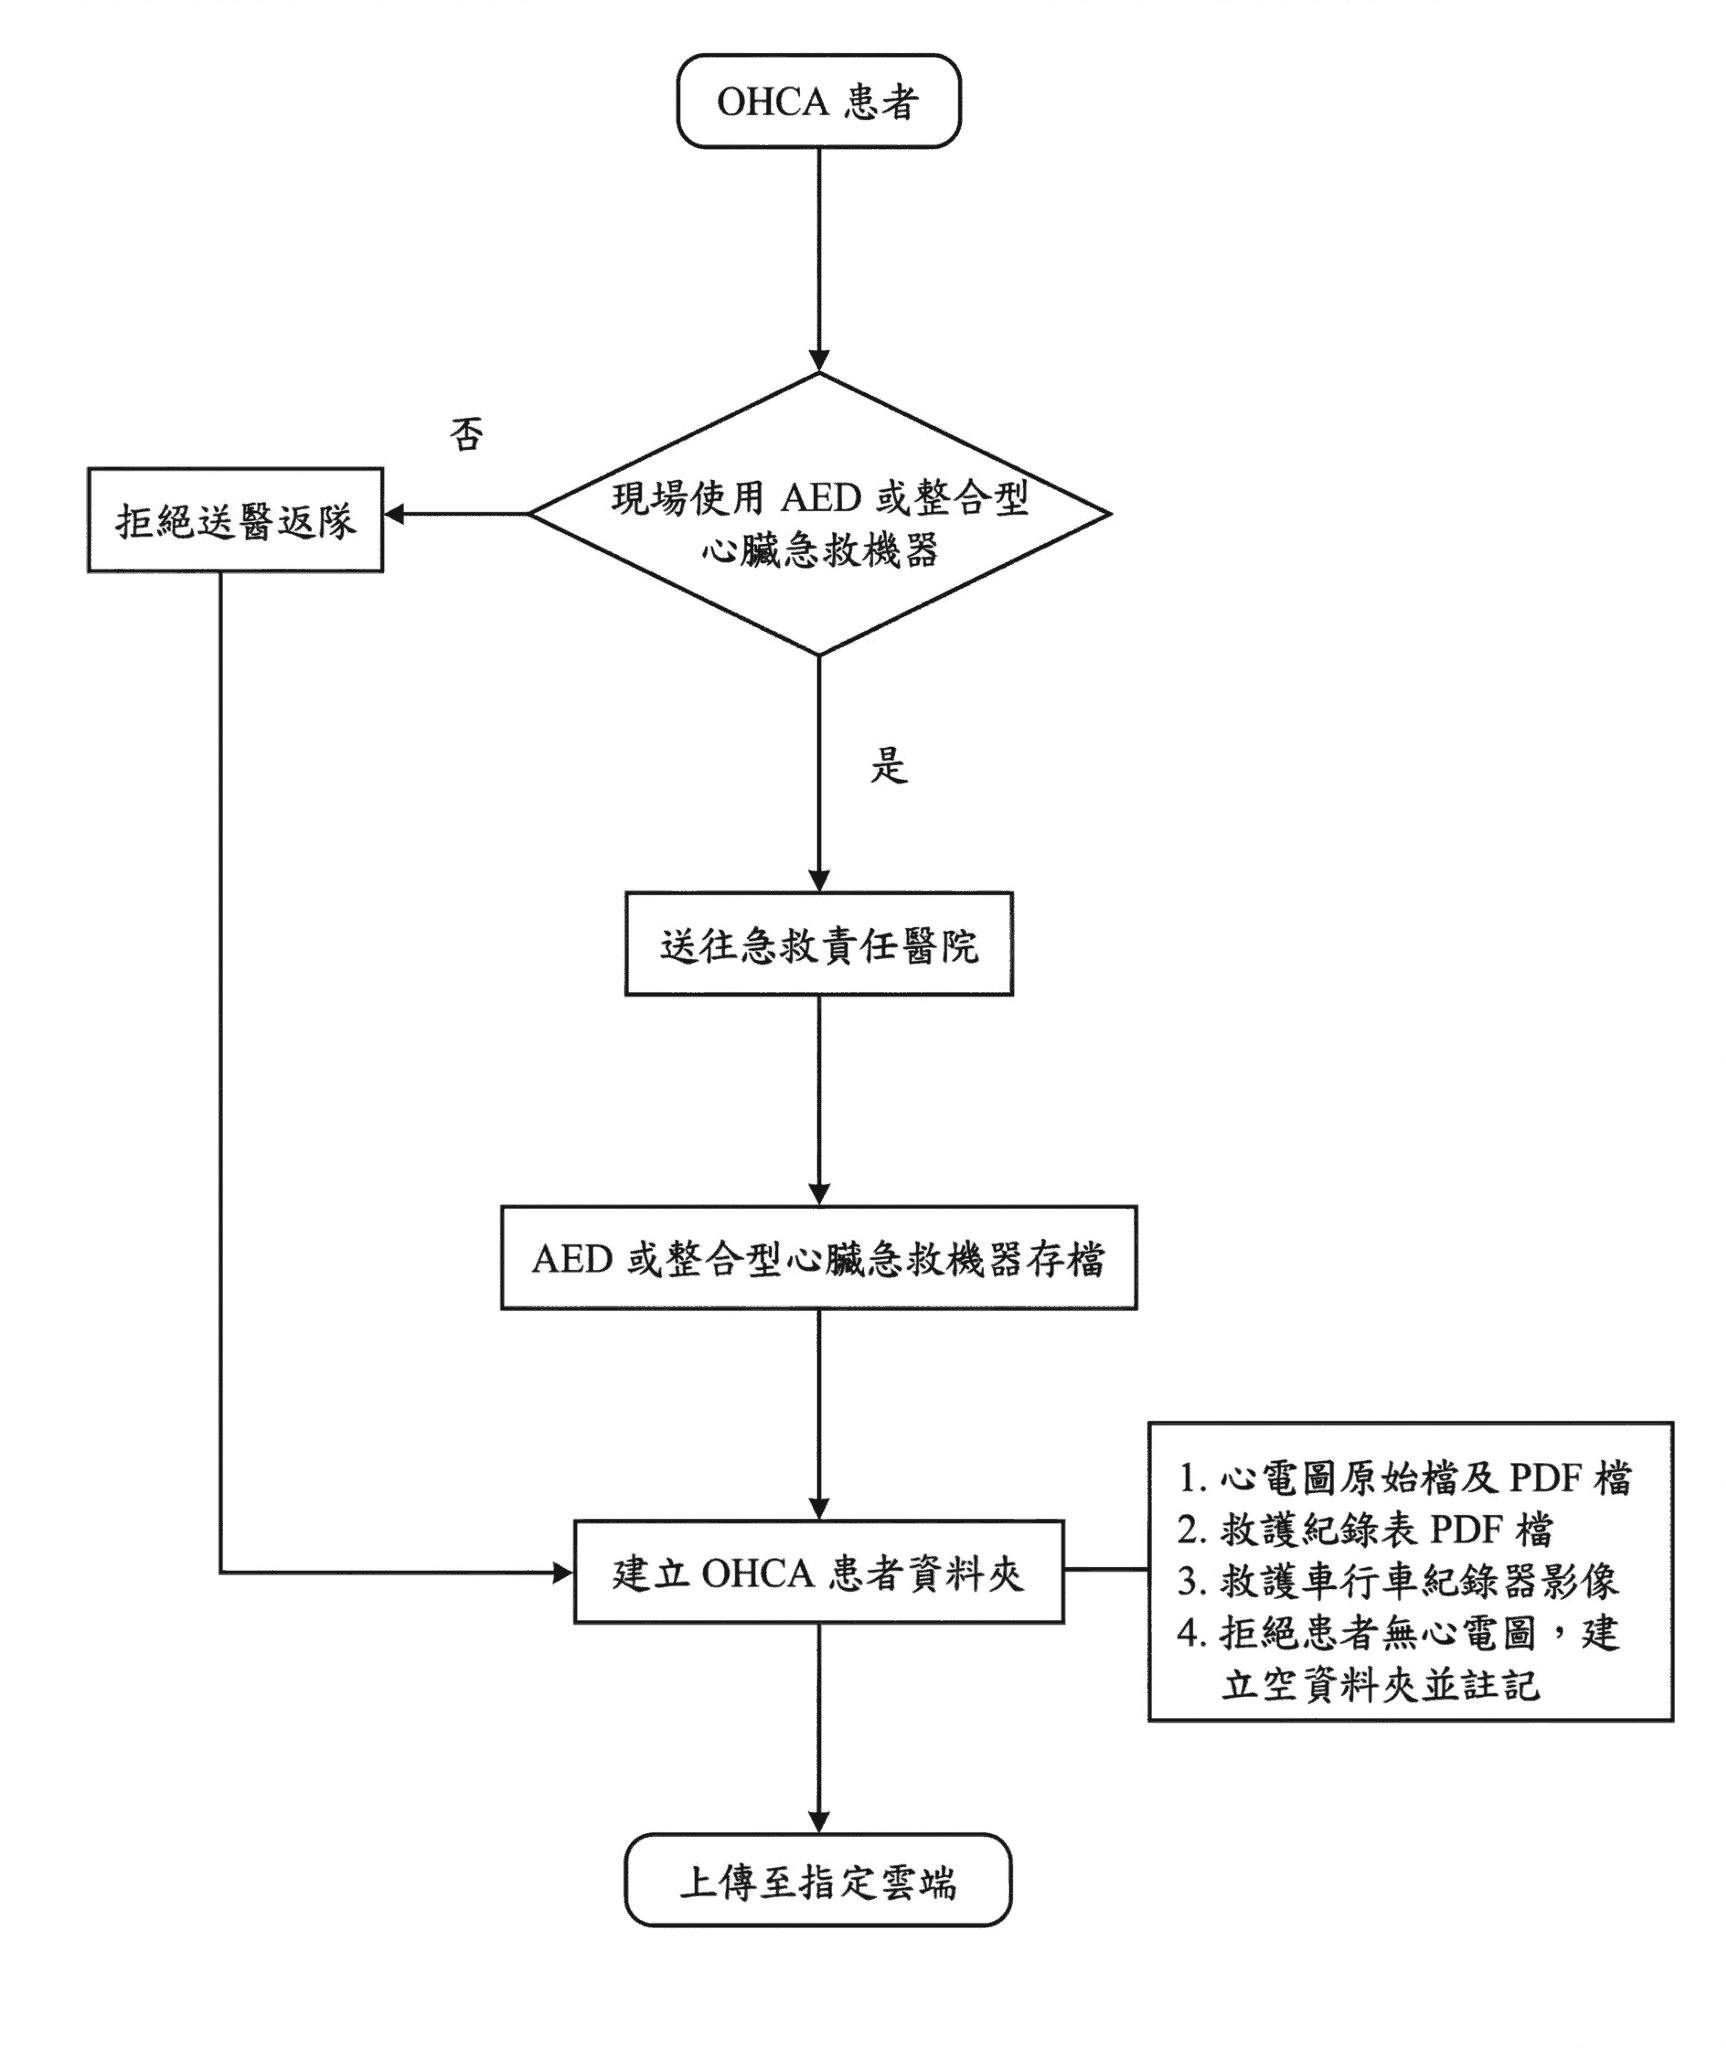 OHCA 患者
否
現場使用 AED 或整合型
心臟急救機器
拒絕送醫返隊
是
送往急救責任醫院
AED 或整合型心臟急救機器存檔
建立 OHCA 患者資料夾
1. 心電圖原始檔及 PDF 檔
2. 救護紀錄表 PDF 檔
3. 救護車行車紀錄器影像
4. 拒絕患者無心電圖，建
立空資料夾並註記
上傳至指定雲端